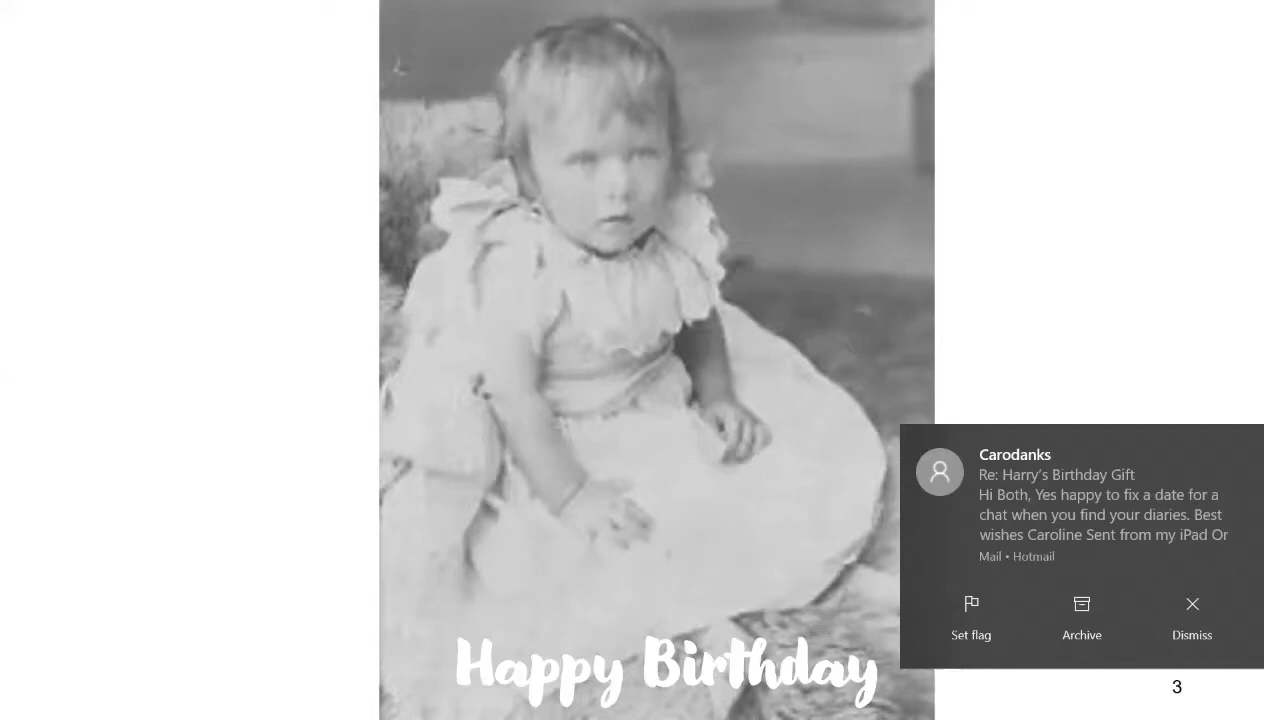 Carodanks
Re: Harry's Birthday Gift
Hi Both, Yes happy to fix a date for a
chat when you find your diaries. Best
wishes Caroline Sent from my iPad Or
Mail • Hotmail
Set flag
Archive
Dismiss
Happy Birthday
3